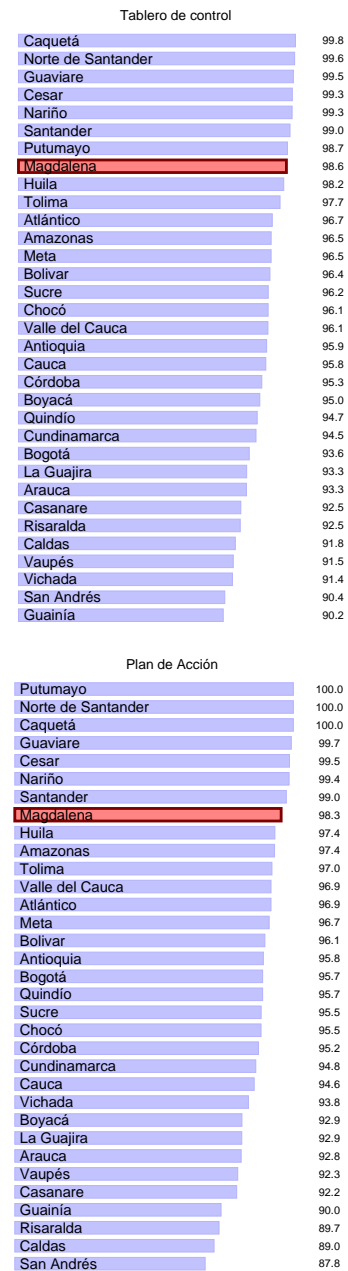 Tablero de control
Caquetá 99.8
Norte de Santander 99.6
Guaviare 99.5
Cesar 99.3
Nariño 99.3
Santander 99.0
Putumayo 98.7
Magdalena 98.6
Huila 98.2
Tolima 97.7
Atlántico 96.7
Amazonas 96.5
Meta 96.5
Bolivar 96.4
Sucre 96.2
Chocó 96.1
Valle del Cauca 96.1
Antioquia 95.9
Cauca 95.8
Córdoba 95.3
Boyacá 95.0
Quindío 94.7
Cundinamarca 94.5
Bogotá 93.6
La Guajira 93.3
Arauca 93.3
Casanare 92.5
Risaralda 92.5
Caldas 91.8
Vaupés 91.5
Vichada 91.4
San Andrés 90.4
Guainía 90.2
Plan de Acción
Putumayo 100.0
Norte de Santander 100.0
Caquetá 100.0
Guaviare 99.7
Cesar 99.5
Nariño 99.4
Santander 99.0
Magdalena 98.3
Huila 97.4
Amazonas 97.4
Tolima 97.0
Valle del Cauca 96.9
Atlántico 96.9
Meta 96.7
Bolivar 96.1
Antioquia 95.8
Bogotá 95.7
Quindío 95.7
Sucre 95.5
Chocó 95.5
Córdoba 95.2
Cundinamarca 94.8
Cauca 94.6
Vichada 93.8
Boyacá 92.9
La Guajira 92.9
Arauca 92.8
Vaupés 92.3
Casanare 92.2
Guainía 90.0
Risaralda 89.7
Caldas 89.0
San Andrés 87.8